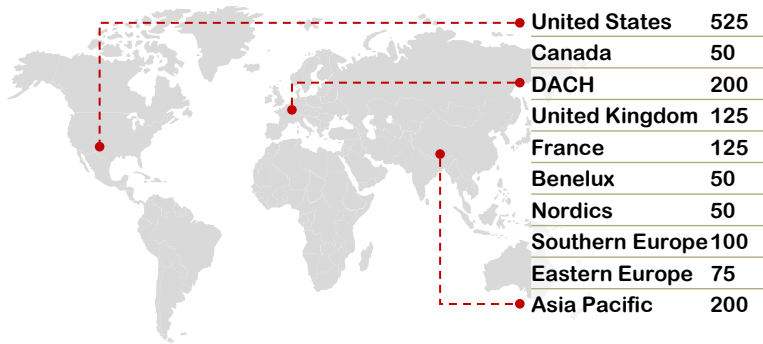 United States 525
Canada 50
DACH 200
United Kingdom 125
France 125
Benelux 50
Nordics 50
Southern Europe 100
Eastern Europe 75
Asia Pacific 200